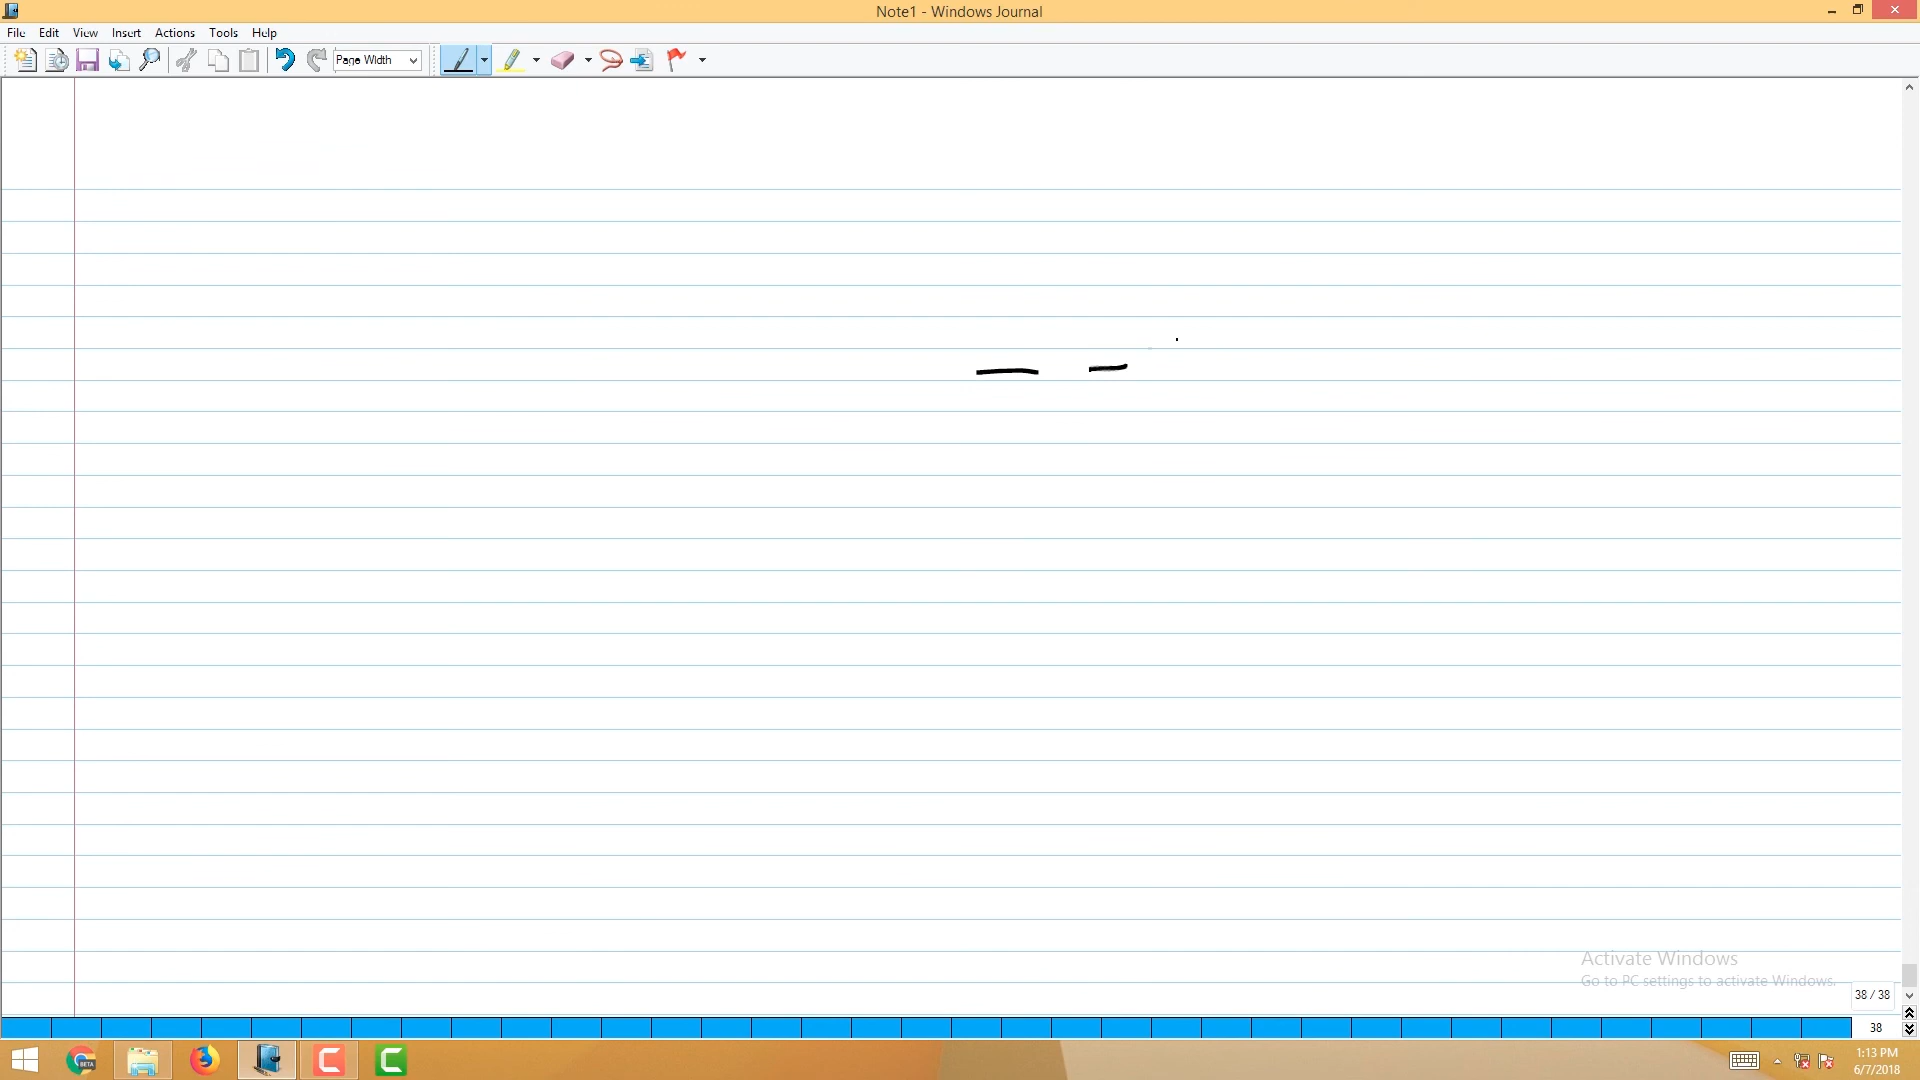 Note1 - Windows Journal
File Edit View Insert Actions Tools Help
Page Width
Activate Windows
Go to PC settings to activate Windows.
38 / 38
38
BETA
1:13 PM
6/7/2018